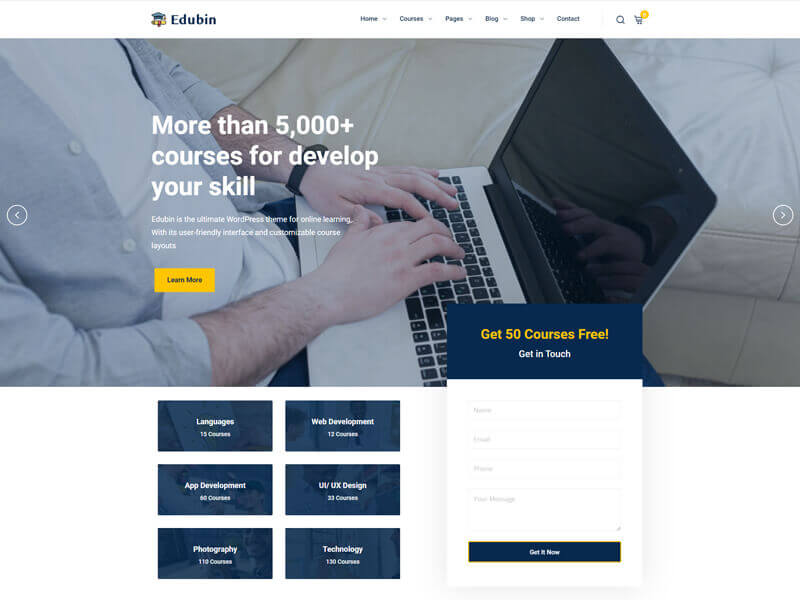 Edubin
Home Courses Pages Blog Shop Contact
0
More than 5,000+
courses for develop
your skill
Edubin is the ultimate WordPress theme for online learning,
With its user-friendly interface and customizable course
layouts
Learn More
Get 50 Courses Free!
Get in Touch
Name
Email
Phone
Your Message
Get It Now
Languages
15 Courses
Web Development
12 Courses
App Development
60 Courses
UI/ UX Design
33 Courses
Photography
110 Courses
Technology
130 Courses